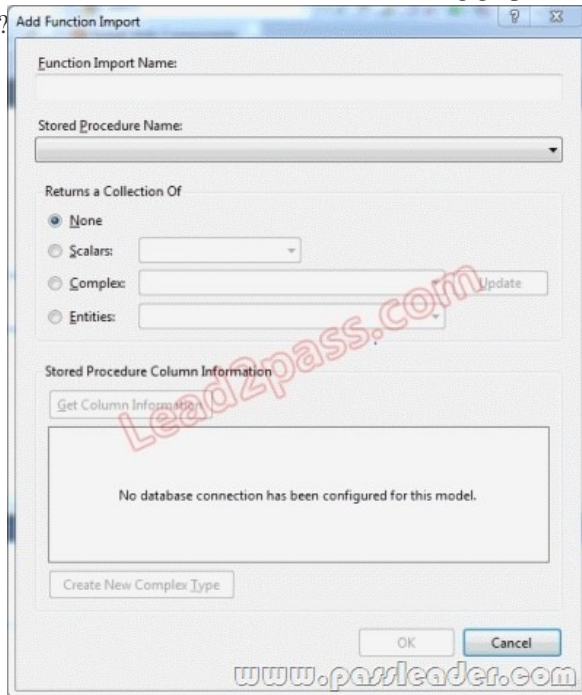 ?
Add Function Import
Function Import Name:
Stored Procedure Name:
Returns a Collection Of
None
Scalars:
Complex:
Update
Entities:
Lead2pass.com
Stored Procedure Column Information
Get Column Information
No database connection has been configured for this model.
Create New Complex Type
OK
Cancel
www.passleader.com